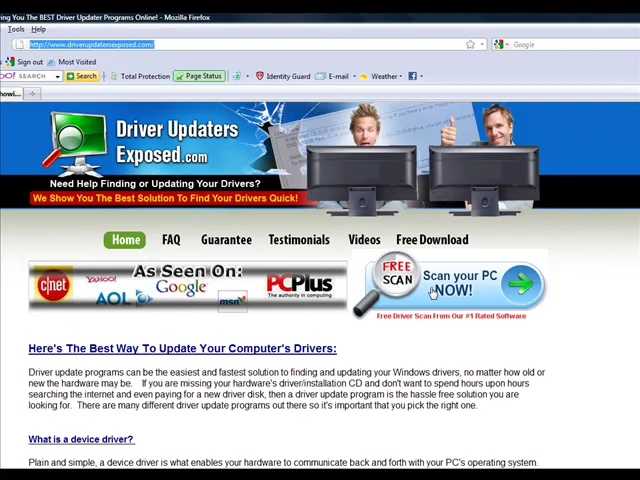 ng You The BEST Driver Updater Programs Online! - Mozilla Firefox
Tools Help
http://www.driverupdatersexposed.com/
Google
Sign out Most Visited
OO! SEARCH Search Total Protection Page Status Identity Guard E-mail Weather
howi...
Driver Updaters
Exposed.com
Need Help Finding or Updating Your Drivers?
We Show You The Best Solution To Find Your Drivers Quick!
Home FAQ Guarantee Testimonials Videos Free Download
As Seen On:
c|net YAHOO! AOL Google msn PCPlus
The authority in computing
FREE SCAN
Scan your PC
NOW!
Free Driver Scan From Our #1 Rated Software
Here's The Best Way To Update Your Computer's Drivers:
Driver update programs can be the easiest and fastest solution to finding and updating your Windows drivers, no matter how old or
new the hardware may be. If you are missing your hardware's driver/installation CD and don't want to spend hours upon hours
searching the internet and even paying for a new driver disk, then a driver update program is the hassle free solution you are
looking for. There are many different driver update programs out there so it's important that you pick the right one.
What is a device driver?
Plain and simple, a device driver is what enables your hardware to communicate back and forth with your PC's operating system.